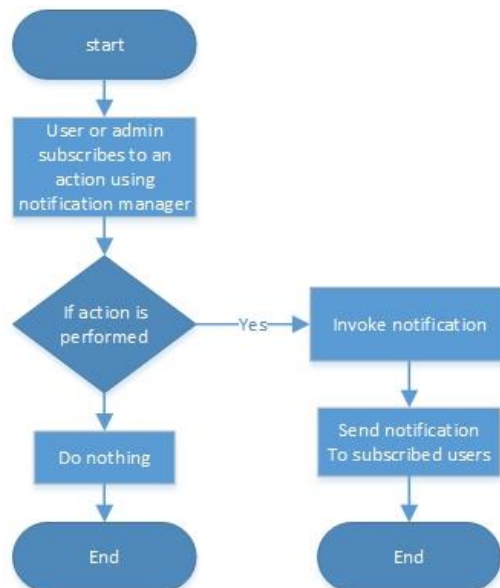 start
User or admin
subscribes to an
action using
notification manager
If action is
performed
Yes
Invoke notification
Do nothing
Send notification
To subscribed users
End
End